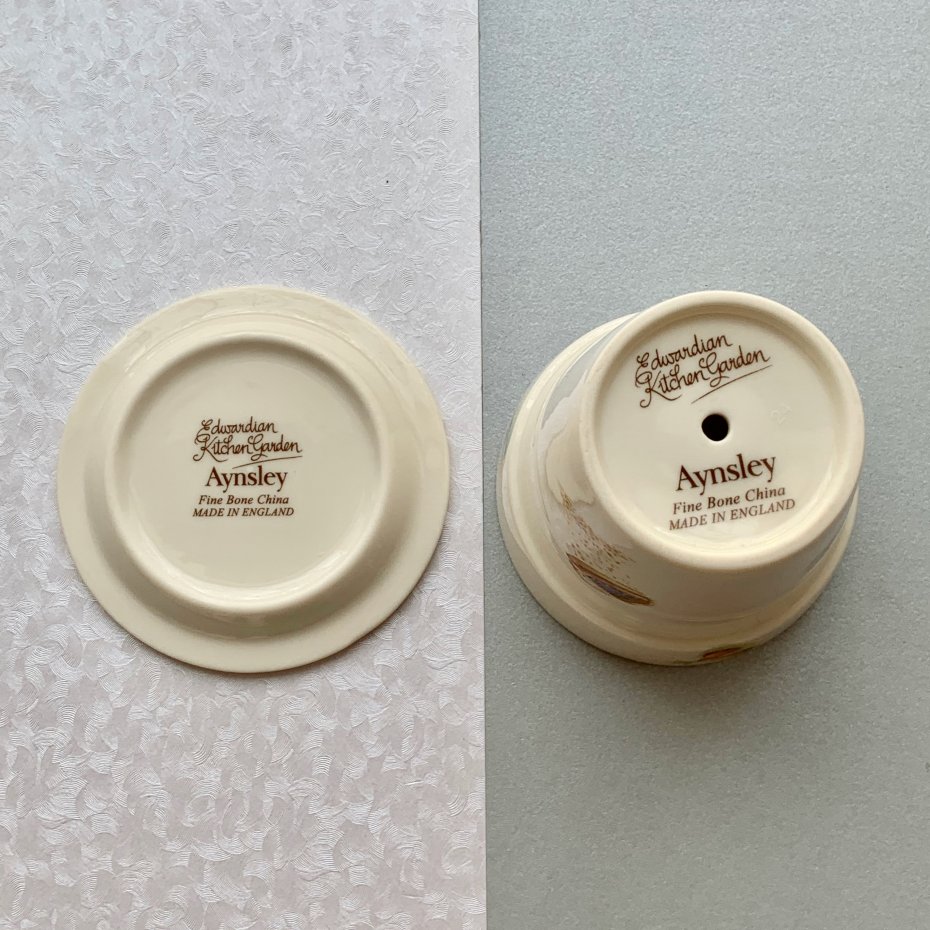 Edwardian
Kitchen Garden
Aynsley
Fine Bone China
MADE IN ENGLAND
Edwardian
Kitchen Garden
Aynsley
Fine Bone China
MADE IN ENGLAND